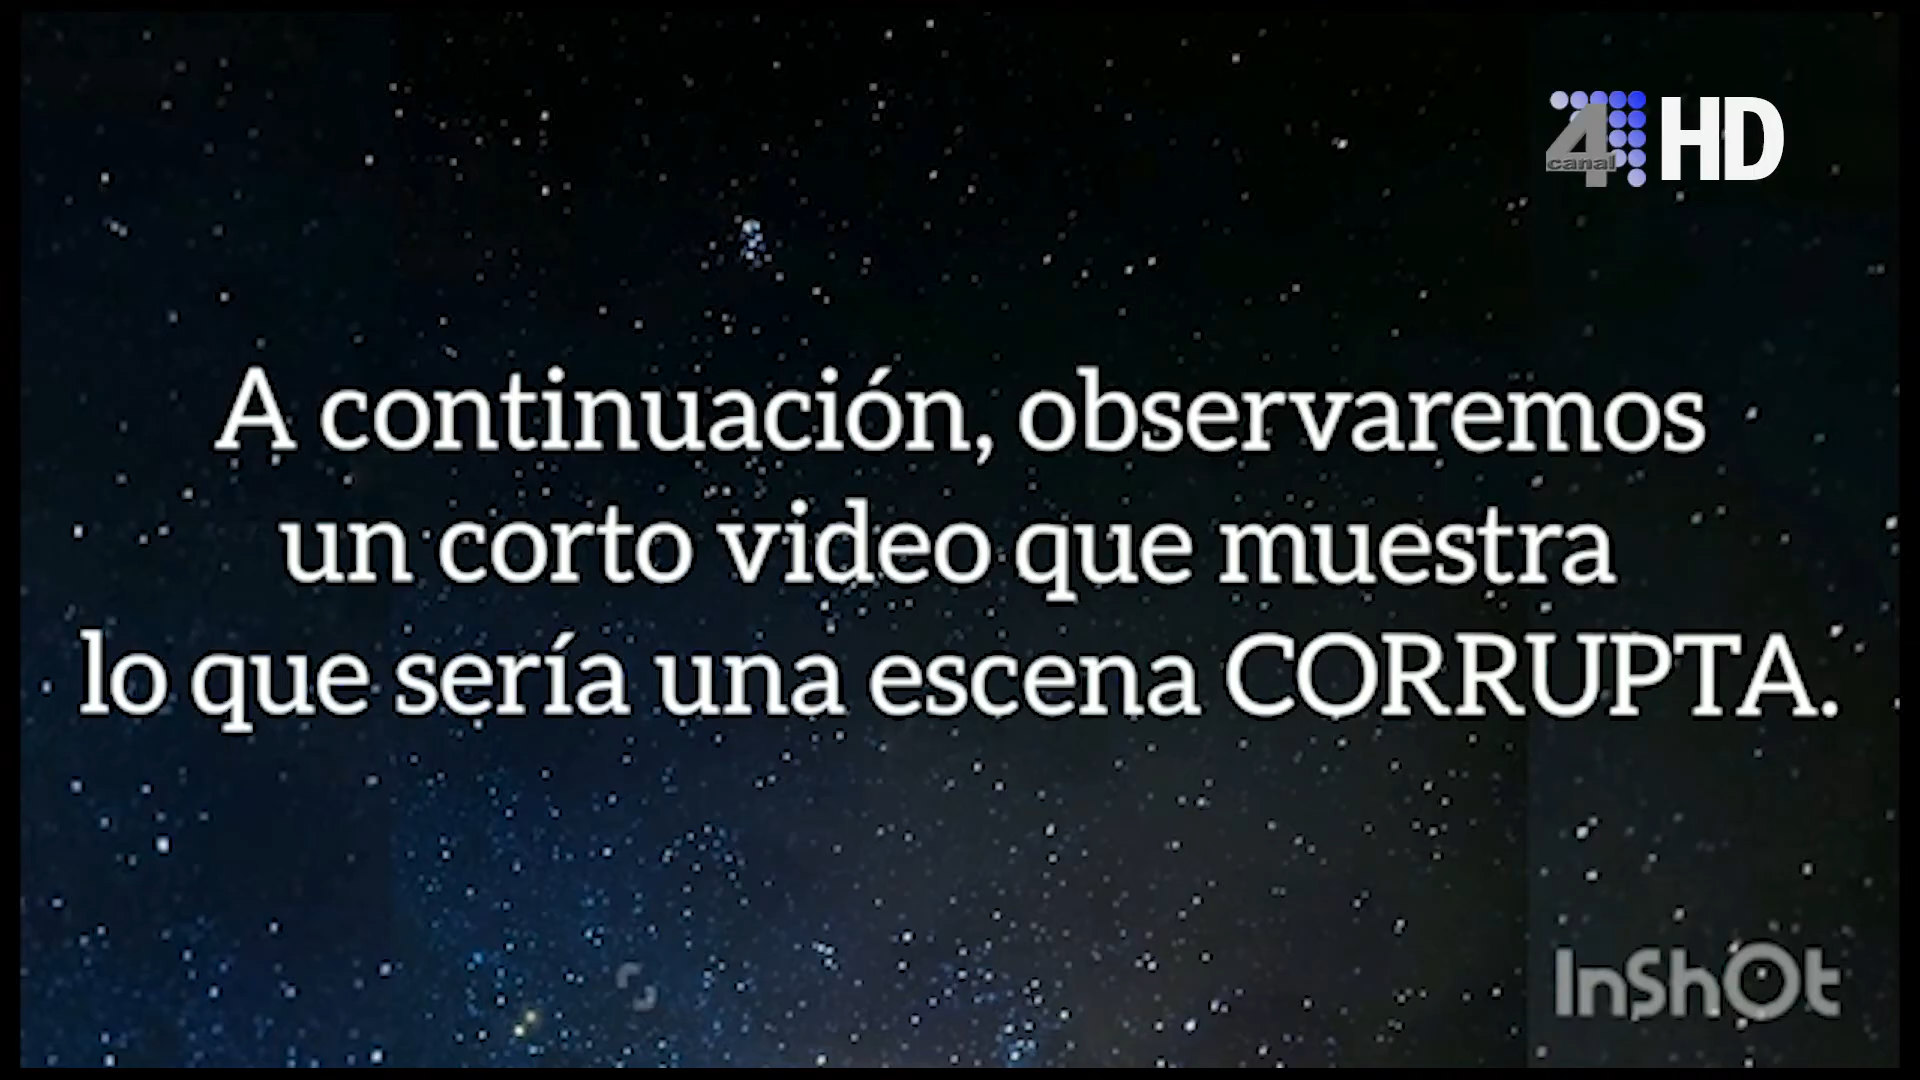 4 HD
canal
A continuación, observaremos
un corto video que muestra
lo que sería una escena CORRUPTA.
InShOt